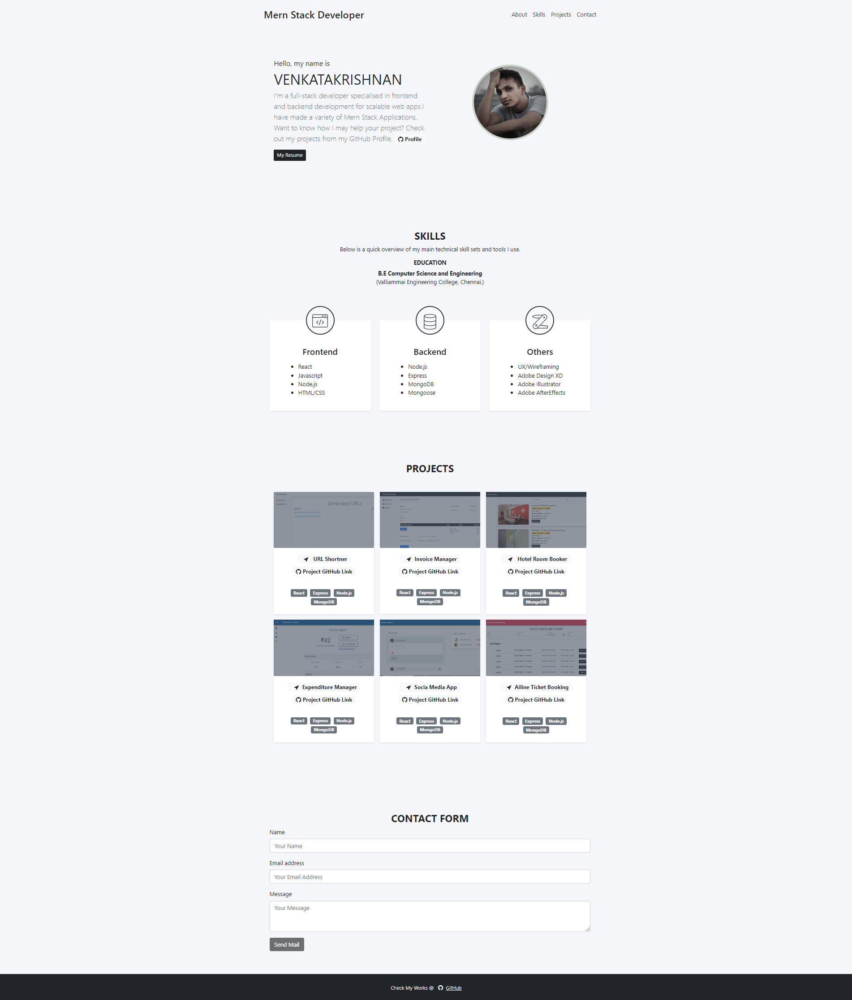 Mern Stack Developer
About Skills Projects Contact
Hello, my name is
VENKATAKRISHNAN
I'm a full-stack developer specialised in frontend
and backend development for scalable web apps.I
have made a variety of Mern Stack Applications.
Want to know how I may help your project? Check
out my projects from my GitHub Profile. Profile
My Resume
SKILLS
Below is a quick overview of my main technical skill sets and tools I use.
EDUCATION
B.E Computer Science and Engineering
(Valliammai Engineering College, Chennai.)
Frontend
React
Javascript
Node.js
HTML/CSS
Backend
Node.js
Express
MongoDB
Mongoose
Others
UX/Wireframing
Adobe Design XD
Adobe Illustrator
Adobe AfterEffects
PROJECTS
Generated URLs
URL Shortner
Project GitHub Link
React Express Node.js
MongoDB
Invoice Manager
Invoice Form
Invoice Manager
Project GitHub Link
React Express Node.js
MongoDB
Hotel Room Booker
Project GitHub Link
React Express Node.js
MongoDB
You've spent
₹42
Expenditure Manager
Project GitHub Link
React Express Node.js
MongoDB
SOCIAL MEDIA
Socia Media App
Project GitHub Link
React Express Node.js
MongoDB
Airline Ticket Booking
BOOK YOUR AIR TICKET
All Flights
Ailine Ticket Booking
Project GitHub Link
React Express Node.js
MongoDB
CONTACT FORM
Name
Your Name
Email address
Your Email Address
Message
Your Message
Send Mail
Check My Works @ GitHub